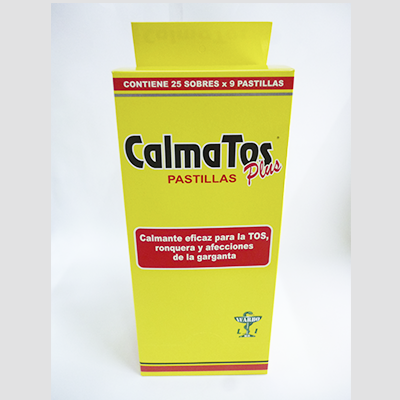 CONTIENE 25 SOBRES x 9 PASTILLAS
CalmaTos
Plus
PASTILLAS
Calmante eficaz para la TOS,
ronquera y afecciones
de la garganta
L I